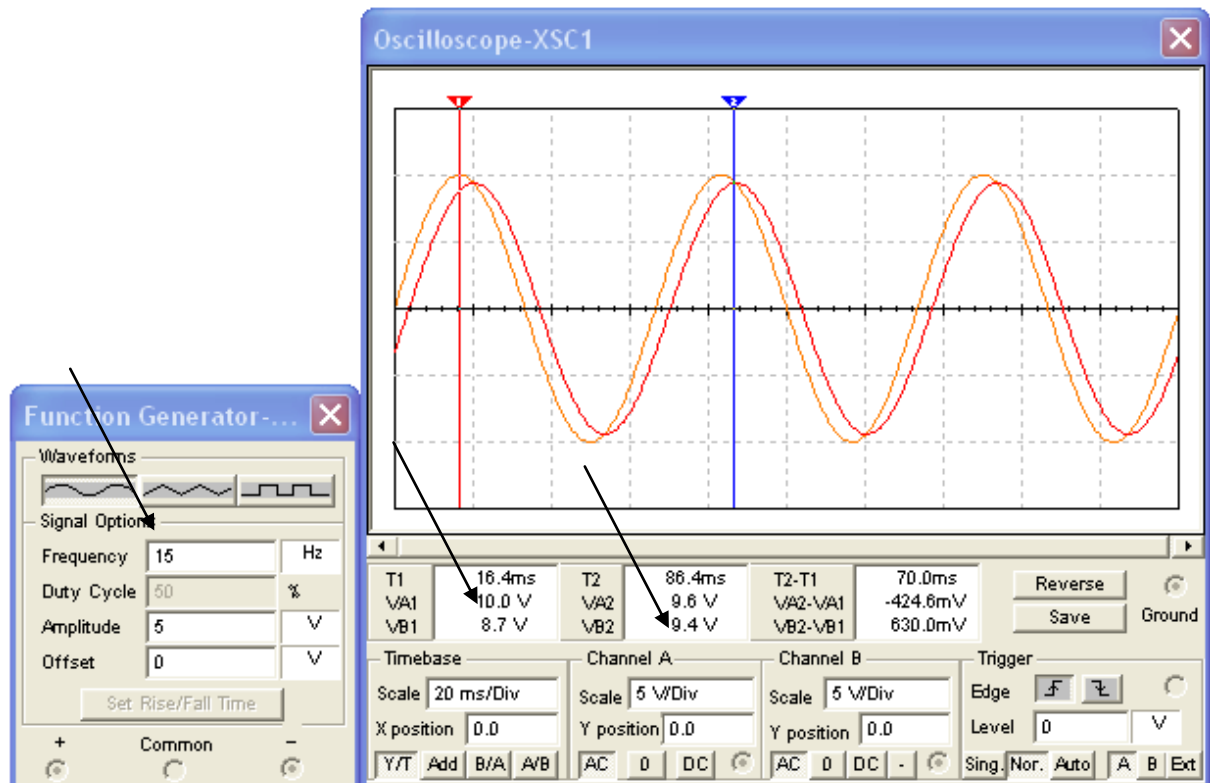 Oscilloscope-XSC1
1
2
Function Generator-...
Waveforms
Signal Options
Frequency 15 Hz
Duty Cycle 50 %
Amplitude 5 V
Offset 0 V
Set Rise/Fall Time
+ Common -
T1 16.4ms T2 86.4ms T2-T1 70.0ms
VA1 10.0 V VA2 9.6 V VA2-VA1 -424.6mV
VB1 8.7 V VB2 9.4 V VB2-VB1 630.0mV
Reverse
Save
Ground
Timebase
Scale 20 ms/Div
X position 0.0
Y/T Add B/A A/B
Channel A
Scale 5 V/Div
Y position 0.0
AC 0 DC
Channel B
Scale 5 V/Div
Y position 0.0
AC 0 DC -
Trigger
Edge
Level 0 V
Sing. Nor. Auto A B Ext